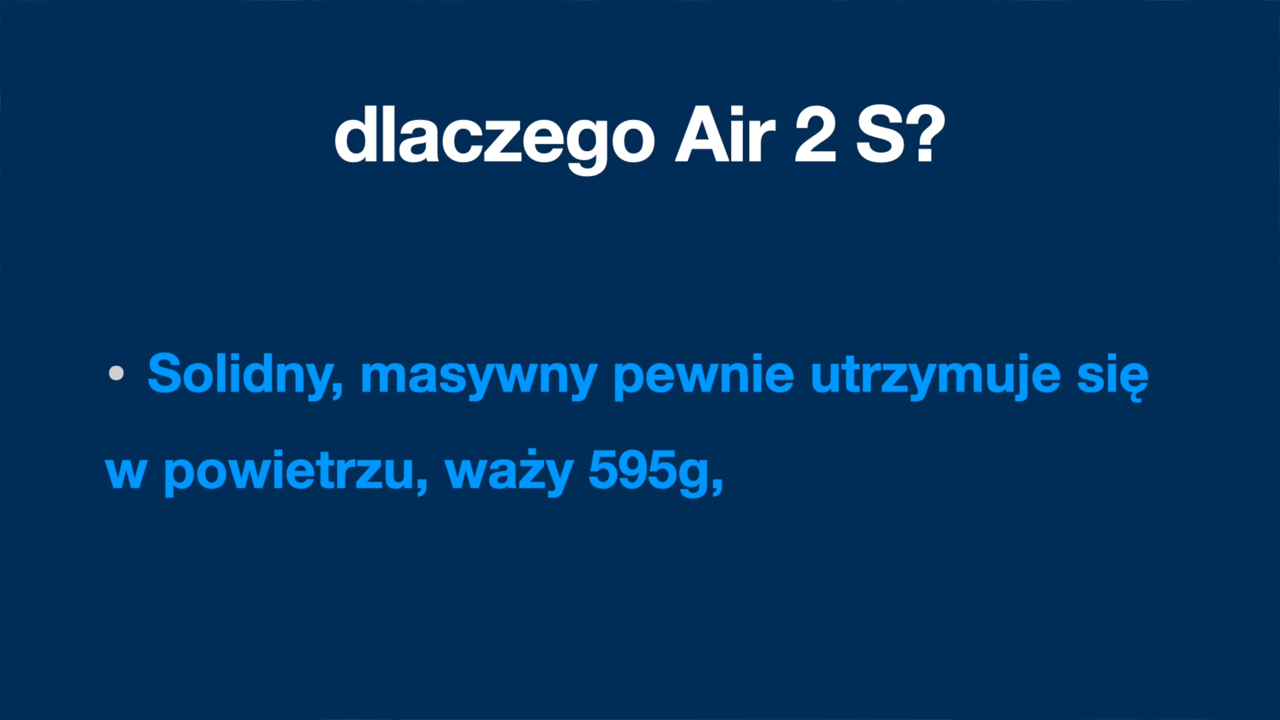 dlaczego Air 2 S?
• Solidny, masywny pewnie utrzymuje się
w powietrzu, waży 595g,